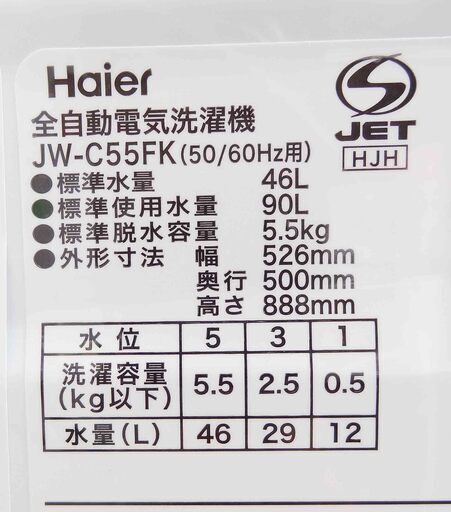 Haier
全自動電気洗濯機
JW-C55FK(50/60Hz用)
S
JET
HJH
●標準水量 46L
●標準使用水量 90L
●標準脱水容量 5.5kg
●外形寸法 幅 526mm
奥行 500mm
高さ 888mm
水位 5 3 1
洗濯容量
(kg以下) 5.5 2.5 0.5
水量(L) 46 29 12